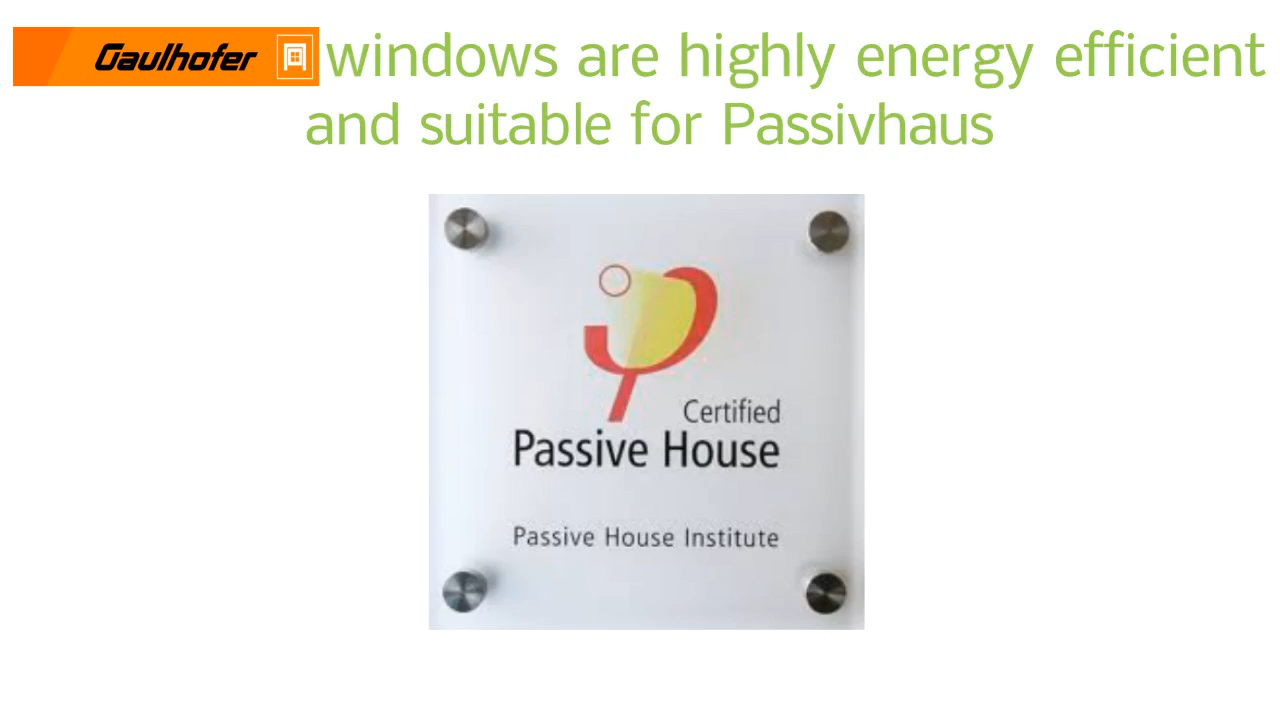 Gaulhofer windows are highly energy efficient
and suitable for Passivhaus
Certified
Passive House
Passive House Institute